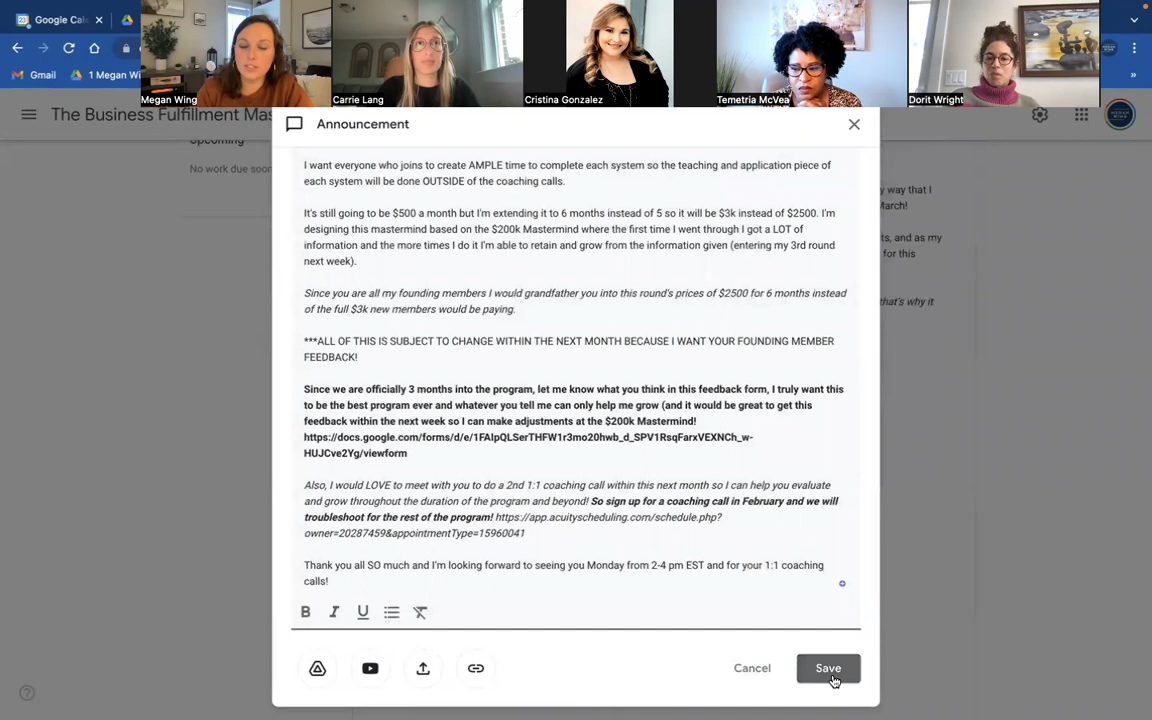 Google Cale
Gmail
1 Megan Wi
Megan Wing
Carrie Lang
Cristina Gonzalez
Temetria McVea
Dorit Wright
The Business Fulfillment Mas
Announcement
Upcoming
No work due soon
y way that I
March!
ts, and as my
for this
that's why it
I want everyone who joins to create AMPLE time to complete each system so the teaching and application piece of
each system will be done OUTSIDE of the coaching calls.
It's still going to be $500 a month but I'm extending it to 6 months instead of 5 so it will be $3k instead of $2500. I'm
designing this mastermind based on the $200k Mastermind where the first time I went through I got a LOT of
information and the more times I do it I'm able to retain and grow from the information given (entering my 3rd round
next week).
Since you are all my founding members I would grandfather you into this round's prices of $2500 for 6 months instead
of the full $3k new members would be paying.
***ALL OF THIS IS SUBJECT TO CHANGE WITHIN THE NEXT MONTH BECAUSE I WANT YOUR FOUNDING MEMBER
FEEDBACK!
Since we are officially 3 months into the program, let me know what you think in this feedback form, I truly want this
to be the best program ever and whatever you tell me can only help me grow (and it would be great to get this
feedback within the next week so I can make adjustments at the $200k Mastermind!
https://docs.google.com/forms/d/e/1FAIpQLSerTHFW1r3mo20hwb_d_SPV1RsqFarxVEXNCh_w-
HUJCve2Yg/viewform
Also, I would LOVE to meet with you to do a 2nd 1:1 coaching call within this next month so I can help you evaluate
and grow throughout the duration of the program and beyond! So sign up for a coaching call in February and we will
troubleshoot for the rest of the program! https://app.acuityscheduling.com/schedule.php?
owner=20287459&appointmentType=15960041
Thank you all SO much and I'm looking forward to seeing you Monday from 2-4 pm EST and for your 1:1 coaching
calls!
B I U
Cancel
Save